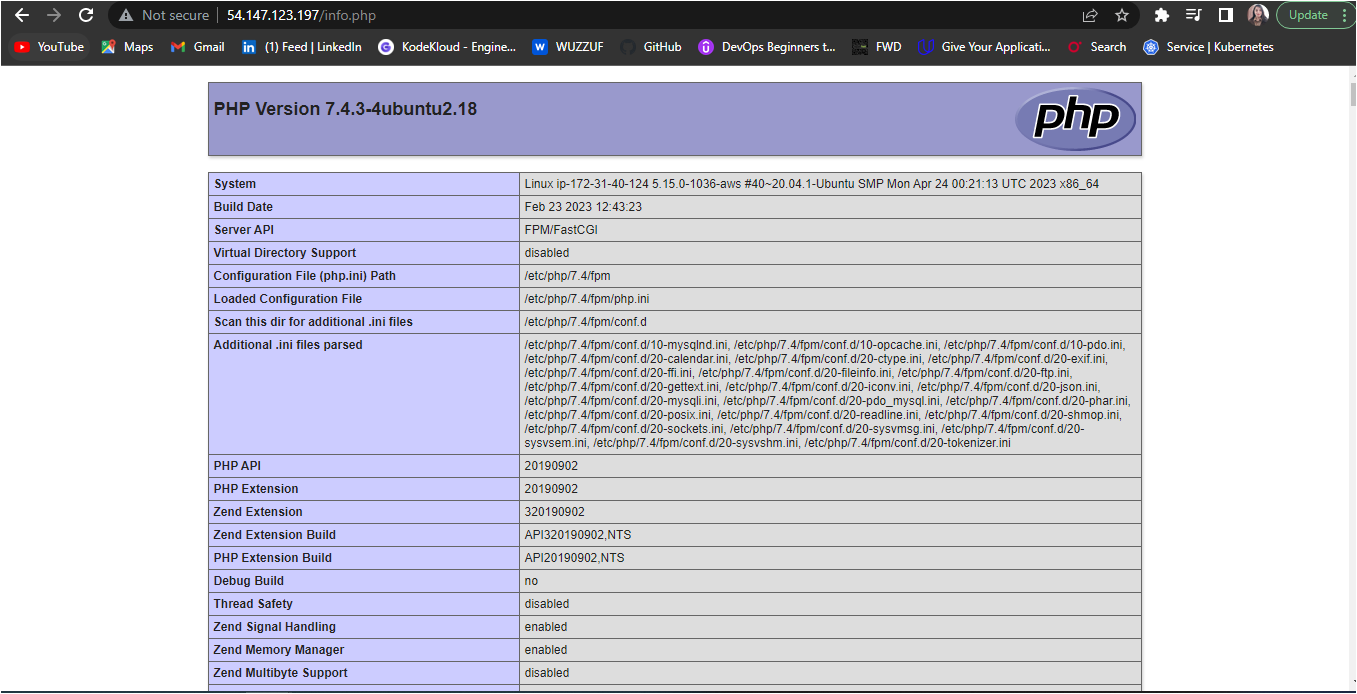 Not secure 54.147.123.197/info.php Update
YouTube Maps Gmail (1) Feed | LinkedIn KodeKloud - Engine... WUZZUF GitHub DevOps Beginners t... FWD Give Your Applicati... Search Service | Kubernetes
PHP Version 7.4.3-4ubuntu2.18
php
System Linux ip-172-31-40-124 5.15.0-1036-aws #40~20.04.1-Ubuntu SMP Mon Apr 24 00:21:13 UTC 2023 x86_64
Build Date Feb 23 2023 12:43:23
Server API FPM/FastCGI
Virtual Directory Support disabled
Configuration File (php.ini) Path /etc/php/7.4/fpm
Loaded Configuration File /etc/php/7.4/fpm/php.ini
Scan this dir for additional .ini files /etc/php/7.4/fpm/conf.d
Additional .ini files parsed /etc/php/7.4/fpm/conf.d/10-mysqlnd.ini, /etc/php/7.4/fpm/conf.d/10-opcache.ini, /etc/php/7.4/fpm/conf.d/10-pdo.ini,
/etc/php/7.4/fpm/conf.d/20-calendar.ini, /etc/php/7.4/fpm/conf.d/20-ctype.ini, /etc/php/7.4/fpm/conf.d/20-exif.ini,
/etc/php/7.4/fpm/conf.d/20-ffi.ini, /etc/php/7.4/fpm/conf.d/20-fileinfo.ini, /etc/php/7.4/fpm/conf.d/20-ftp.ini,
/etc/php/7.4/fpm/conf.d/20-gettext.ini, /etc/php/7.4/fpm/conf.d/20-iconv.ini, /etc/php/7.4/fpm/conf.d/20-json.ini,
/etc/php/7.4/fpm/conf.d/20-mysqli.ini, /etc/php/7.4/fpm/conf.d/20-pdo_mysql.ini, /etc/php/7.4/fpm/conf.d/20-phar.ini,
/etc/php/7.4/fpm/conf.d/20-posix.ini, /etc/php/7.4/fpm/conf.d/20-readline.ini, /etc/php/7.4/fpm/conf.d/20-shmop.ini,
/etc/php/7.4/fpm/conf.d/20-sockets.ini, /etc/php/7.4/fpm/conf.d/20-sysvmsg.ini, /etc/php/7.4/fpm/conf.d/20-
sysvsem.ini, /etc/php/7.4/fpm/conf.d/20-sysvshm.ini, /etc/php/7.4/fpm/conf.d/20-tokenizer.ini
PHP API 20190902
PHP Extension 20190902
Zend Extension 320190902
Zend Extension Build API320190902,NTS
PHP Extension Build API20190902,NTS
Debug Build no
Thread Safety disabled
Zend Signal Handling enabled
Zend Memory Manager enabled
Zend Multibyte Support disabled